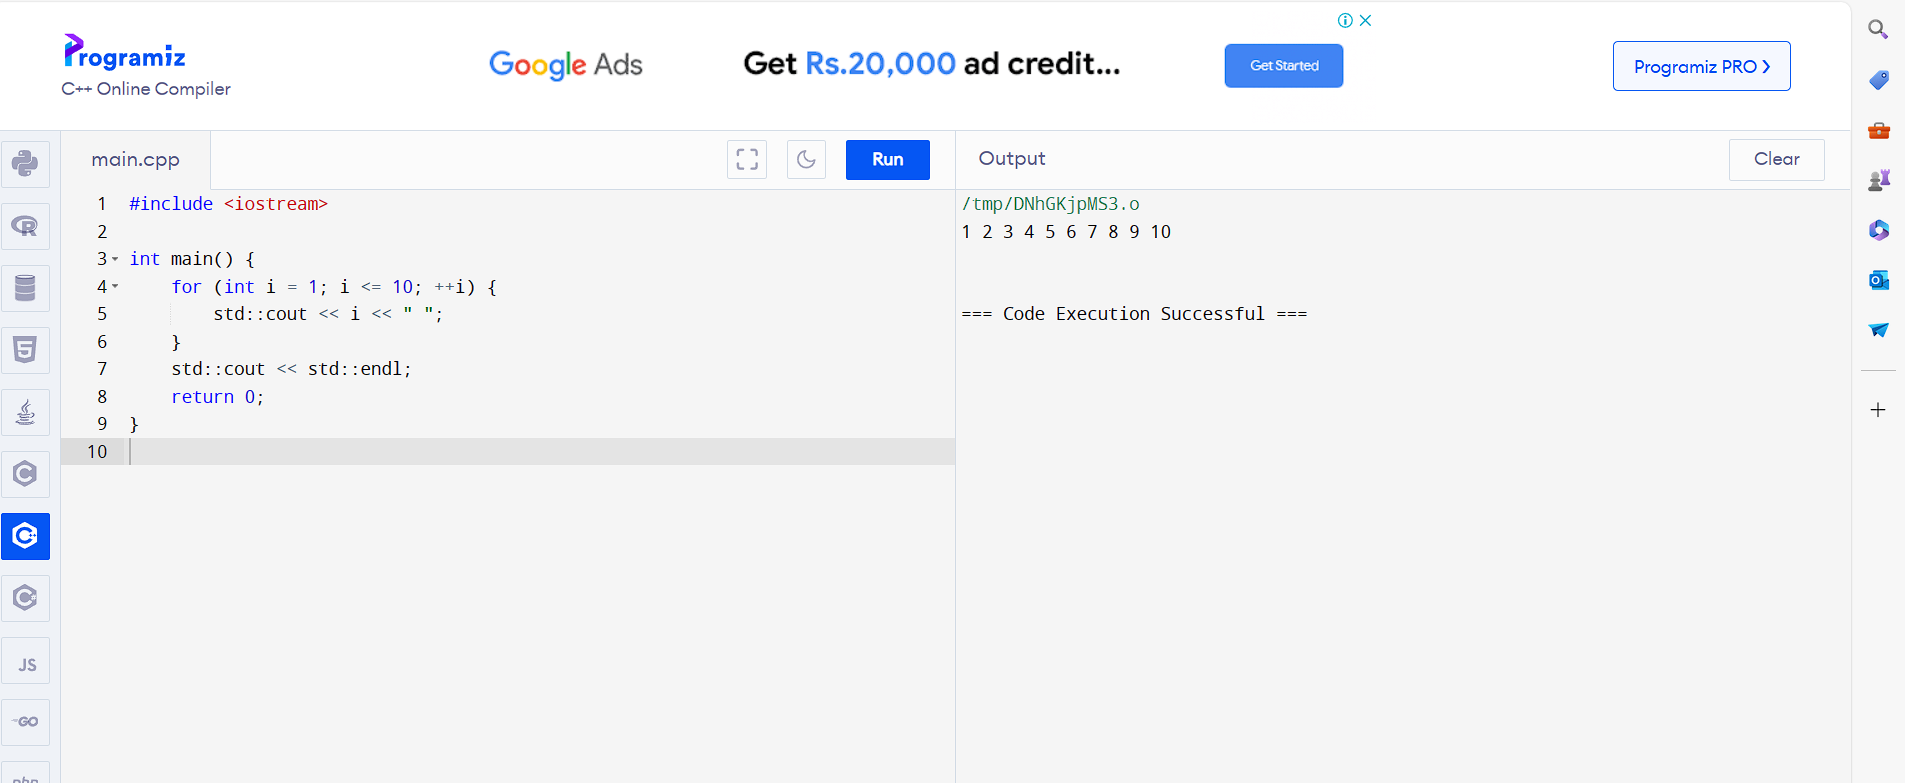 Programiz
C++ Online Compiler
Google Ads
Get Rs.20,000 ad credit...
Get Started
Programiz PRO
main.cpp
Run
Output
Clear
1 #include <iostream>
2
3 int main() {
4 for (int i = 1; i <= 10; ++i) {
5 std::cout << i << " ";
6 }
7 std::cout << std::endl;
8 return 0;
9 }
10
/tmp/DNhGKjpMS3.o
1 2 3 4 5 6 7 8 9 10
=== Code Execution Successful ===
R
5
C
C++
C#
JS
GO
php